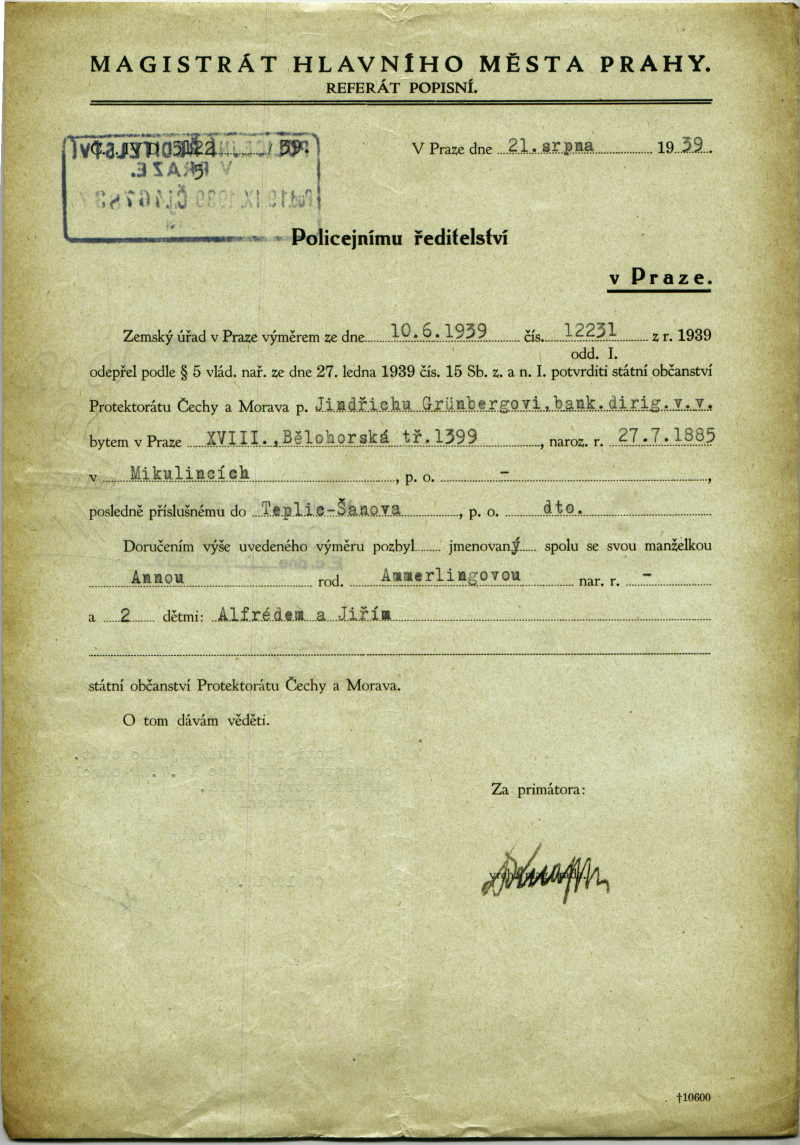 MAGISTRÁT HLAVNÍHO MĚSTA PRAHY.
REFERÁT POPISNÍ.
V Praze dne 21. srpna 1939.
Policejnímu ředitelství
v Praze.
Zemský úřad v Praze výměrem ze dne 10.6.1939 čís. 12231 z r. 1939
odd. I.
odepřel podle § 5 vlád. nař. ze dne 27. ledna 1939 čís. 15 Sb. z. a n. I. potvrditi státní občanství
Protektorátu Čechy a Morava p. Jindřichu Grünbergovi, bank. dirig. v.v.
bytem v Praze XVIII., Bělohorská tř. 1399, naroz. r. 27.7.1885
v Mikulincích, p. o. -,
posledně příslušnému do Teplic-Šanova, p. o. dto.
Doručením výše uvedeného výměru pozbyl jmenovaný spolu se svou manželkou
Annou rod. Ammerlingovou nar. r. -
a 2 dětmi: Alfrédem a Jiřím
státní občanství Protektorátu Čechy a Morava.
O tom dávám věděti.
Za primátora:
†10600